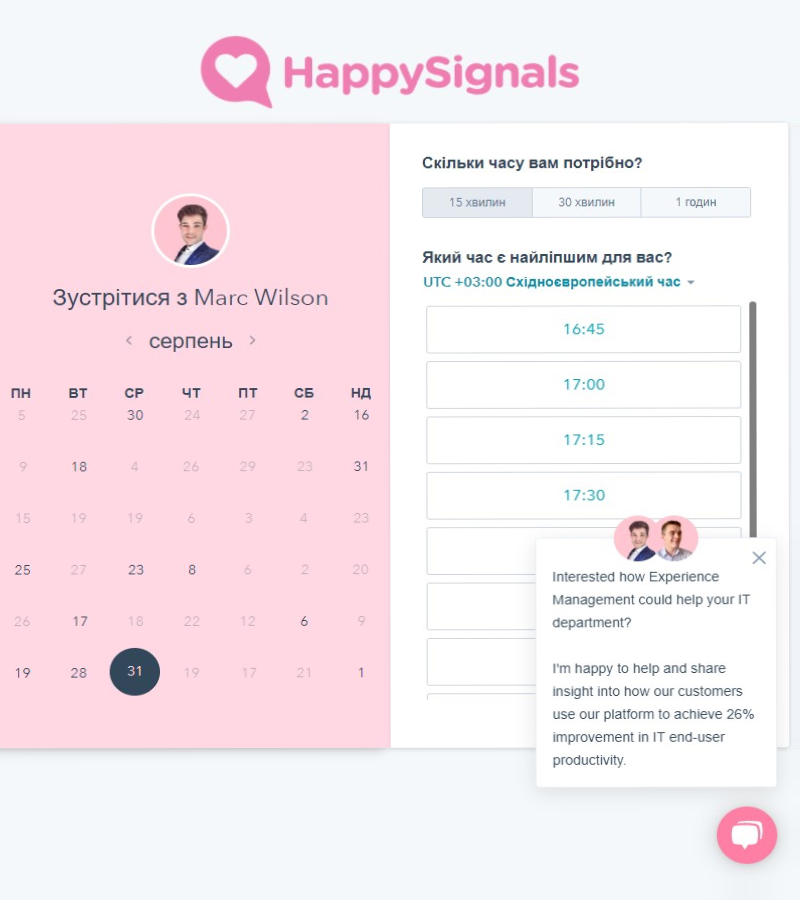 HappySignals
Зустрітися з Marc Wilson
серпень
ПН ВТ СР ЧТ ПТ СБ НД
5 25 30 24 27 2 16
9 18 4 26 29 23 31
15 19 19 6 3 4 23
25 27 23 8 6 2 20
26 17 18 22 12 6 9
19 28 31 19 17 21 1
Скільки часу вам потрібно?
15 хвилин 30 хвилин 1 годин
Який час є найліпшим для вас?
UTC +03:00 Східноєвропейський час
16:45
17:00
17:15
17:30
Interested how Experience
Management could help your IT
department?
I'm happy to help and share
insight into how our customers
use our platform to achieve 26%
improvement in IT end-user
productivity.